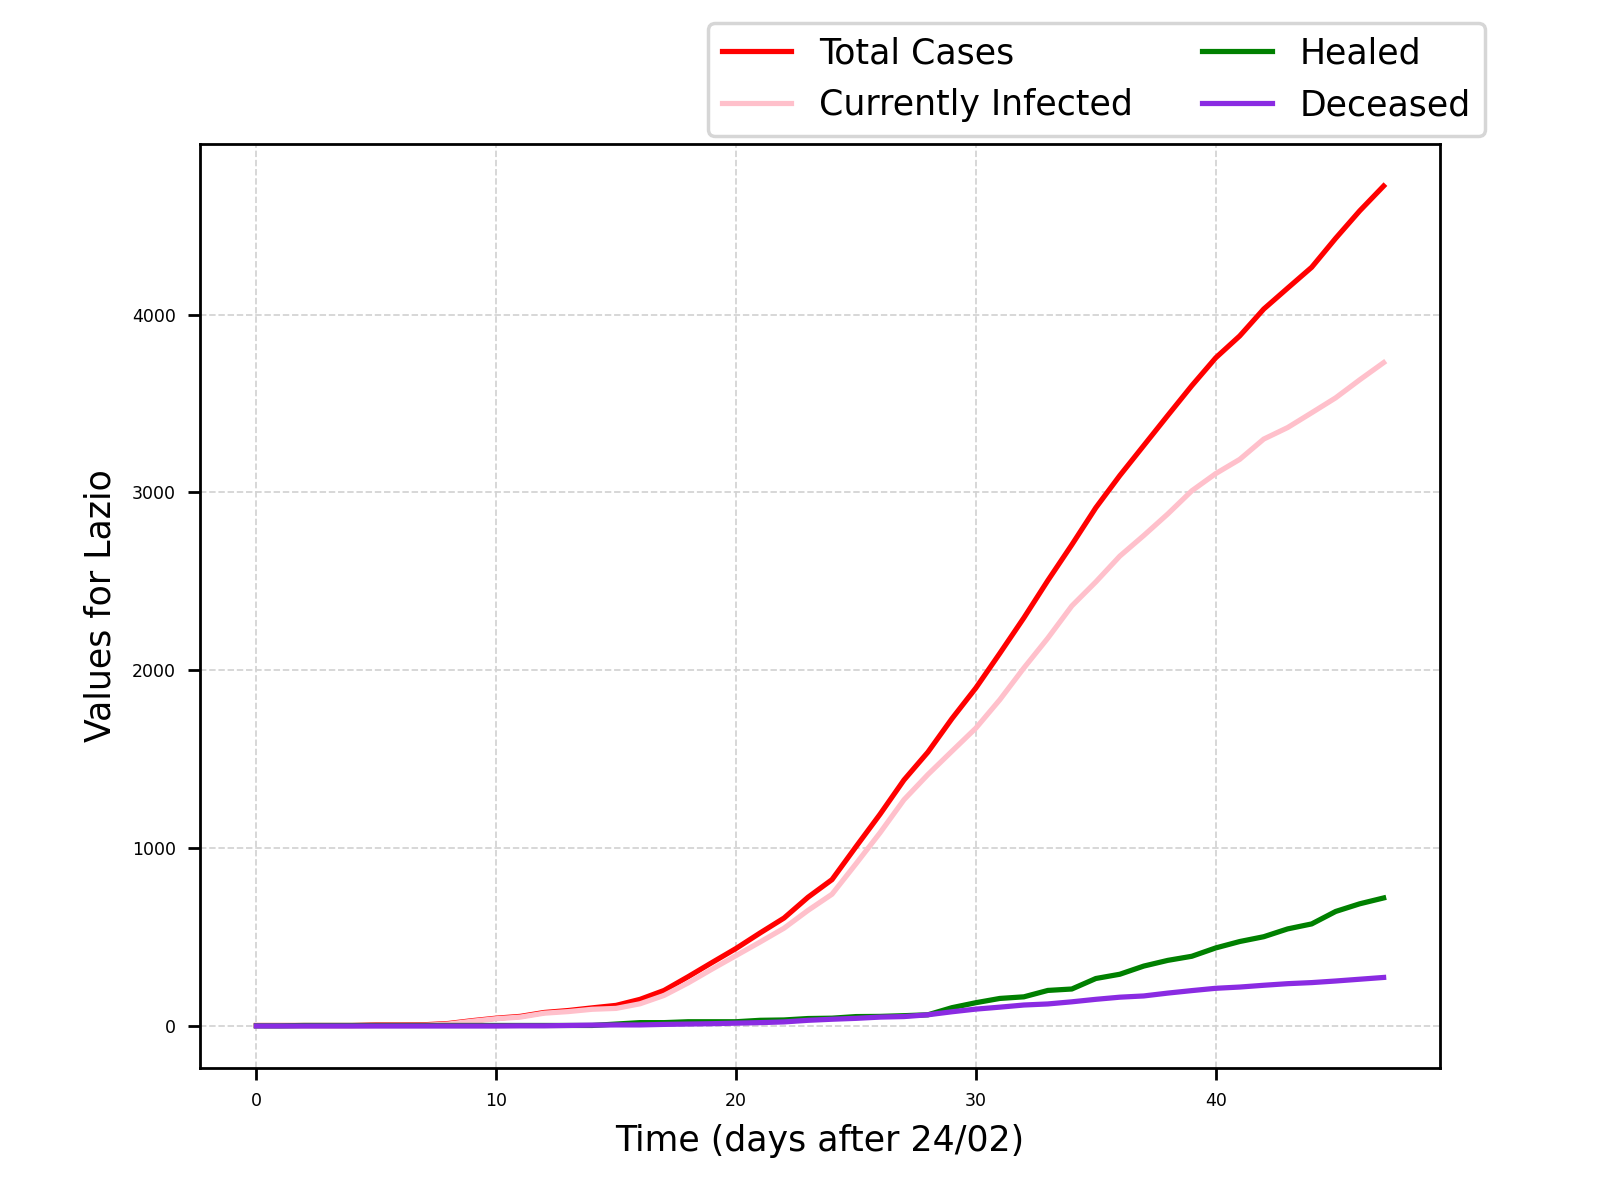 Total Cases
Currently Infected
Healed
Deceased
Values for Lazio
4000
3000
2000
1000
0
0
10
20
30
40
Time (days after 24/02)